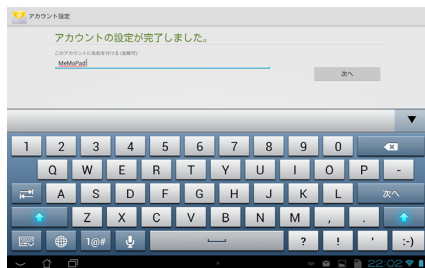 アカウント設定
アカウントの設定が完了しました。
このアカウントに名前を付ける (省略可)
MeMoPad
次へ
1 2 3 4 5 6 7 8 9 0
Q W E R T Y U I O P -
A S D F G H J K L 次へ
Z X C V B N M , .
1@# ? ! ' :-)
22:02